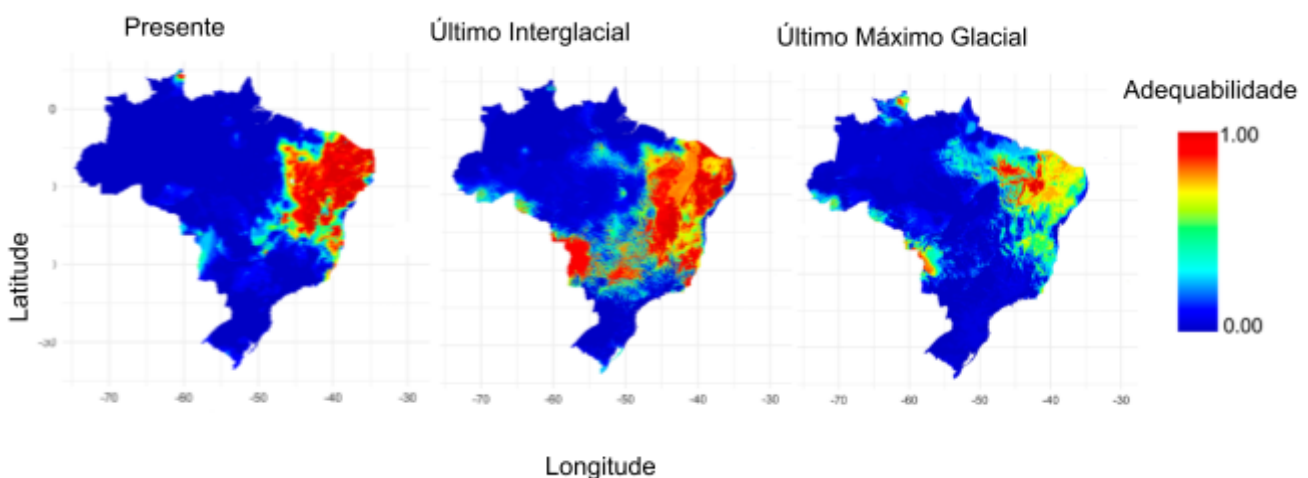 Presente
Último Interglacial
Último Máximo Glacial
Adequabilidade
1.00
0.00
Latitude
0
-30
-70 -60 -50 -40 -30
-70 -60 -50 -40 -30
-70 -60 -50 -40 -30
Longitude